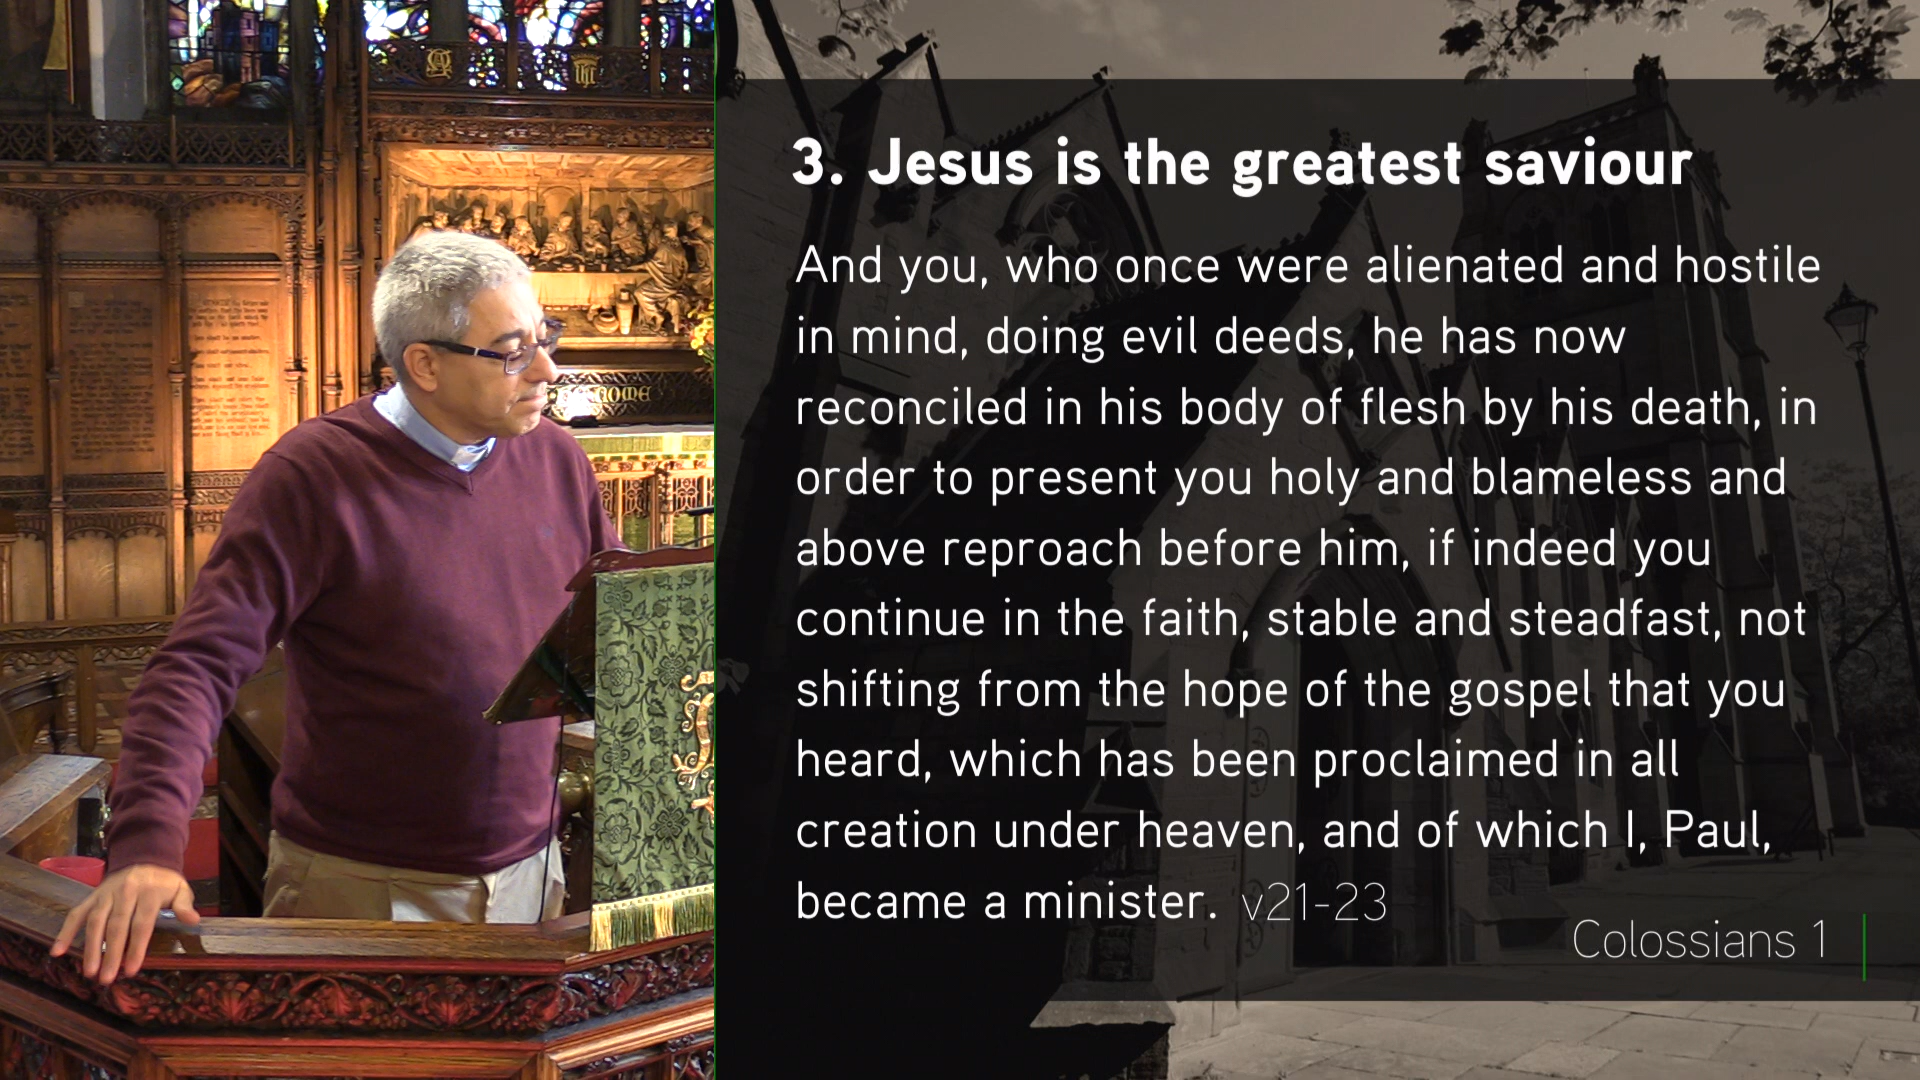 3. Jesus is the greatest saviour
And you, who once were alienated and hostile
in mind, doing evil deeds, he has now
reconciled in his body of flesh by his death, in
order to present you holy and blameless and
above reproach before him, if indeed you
continue in the faith, stable and steadfast, not
shifting from the hope of the gospel that you
heard, which has been proclaimed in all
creation under heaven, and of which I, Paul,
became a minister. v21-23
Colossians 1